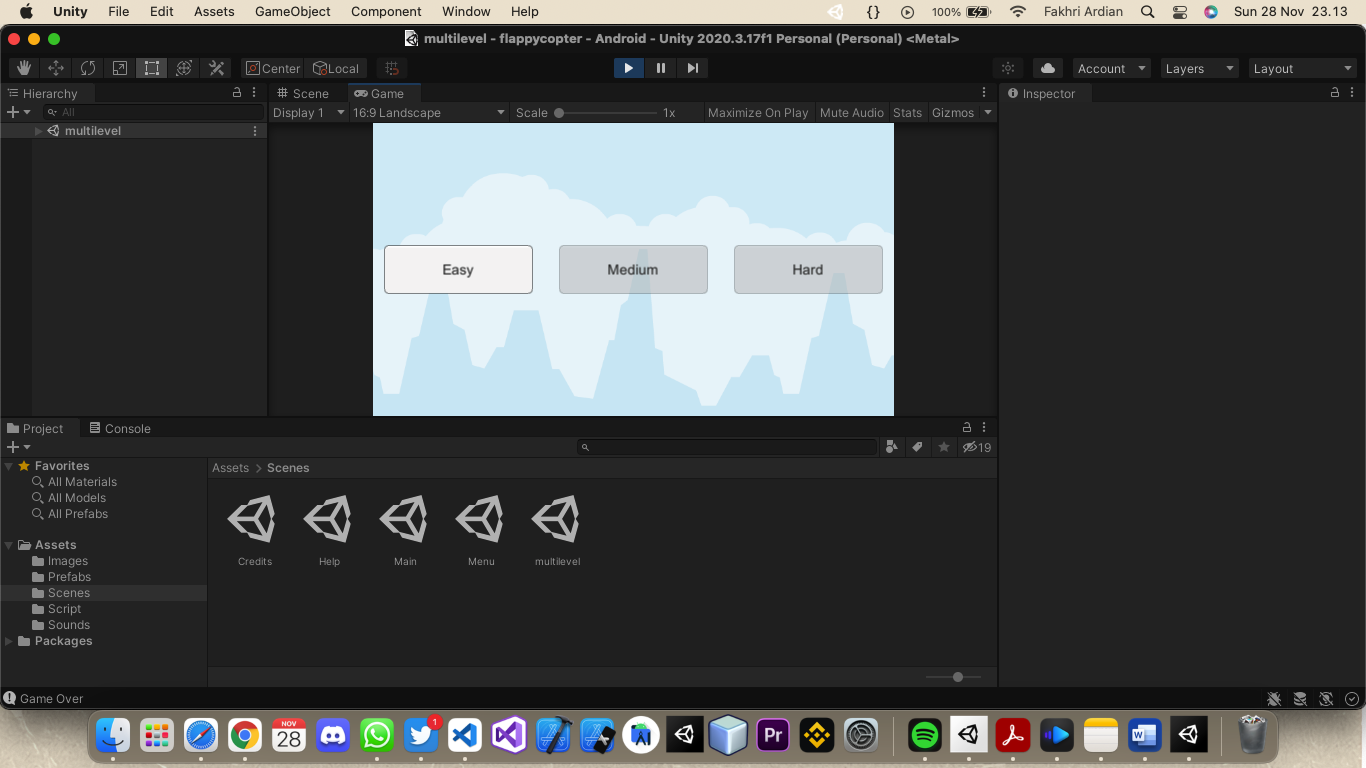 Unity File Edit Assets GameObject Component Window Help {} 100% Fakhri Ardian Sun 28 Nov 23.13
multilevel - flappycopter - Android - Unity 2020.3.17f1 Personal (Personal) <Metal>
Center Local Account Layers Layout
Hierarchy Scene Game Inspector
All Display 1 16:9 Landscape Scale 1x Maximize On Play Mute Audio Stats Gizmos
multilevel
Easy Medium Hard
Project Console
19
Favorites Assets > Scenes
All Materials
All Models
All Prefabs
Assets
Images Credits Help Main Menu multilevel
Prefabs
Scenes
Script
Sounds
Packages
Game Over
NOV
28
1
Pr
W